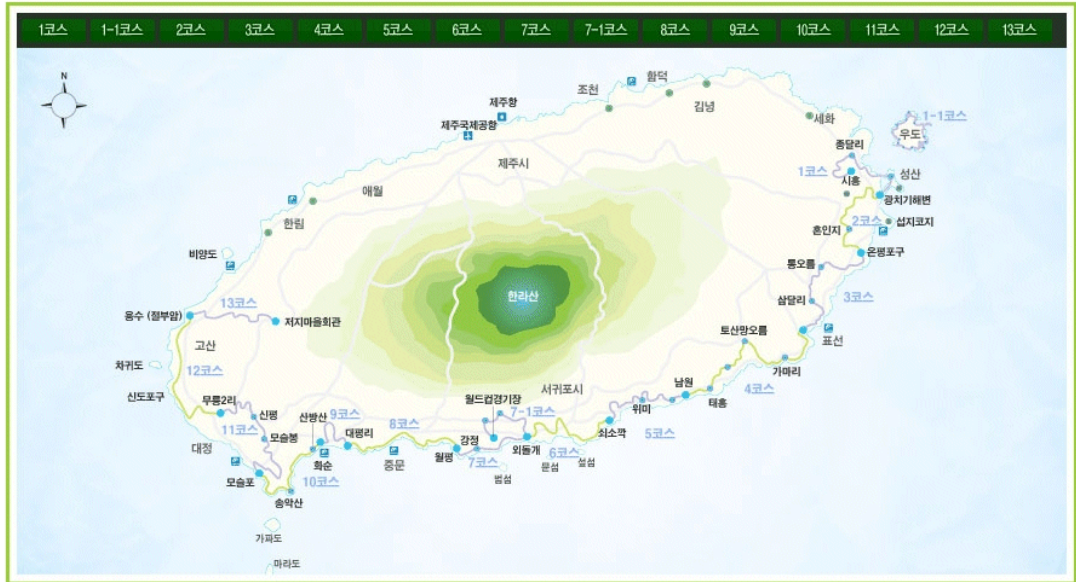 1코스 1-1코스 2코스 3코스 4코스 5코스 6코스 7코스 7-1코스 8코스 9코스 10코스 11코스 12코스 13코스
N
함덕
조천
김녕
제주항
제주국제공항
세화
1-1코스
우도
종달리
제주시
1코스
시흥
성산
애월
광치기해변
한림
2코스
섭지코지
혼인지
비양도
온평포구
통오름
한라산
3코스
삼달리
13코스
용수 (절부암)
저지마을회관
토산망오름
표선
고산
차귀도
가마리
12코스
신도포구
서귀포시
남원
4코스
월드컵경기장
태흥
위미
무릉2리
신평
산방산
9코스
7-1코스
8코스
쇠소깍
11코스
모슬봉
대평리
강정
외돌개
5코스
대정
월평
6코스
화순
중문
7코스
문섬
섶섬
모슬포
10코스
범섬
송악산
가파도
마라도